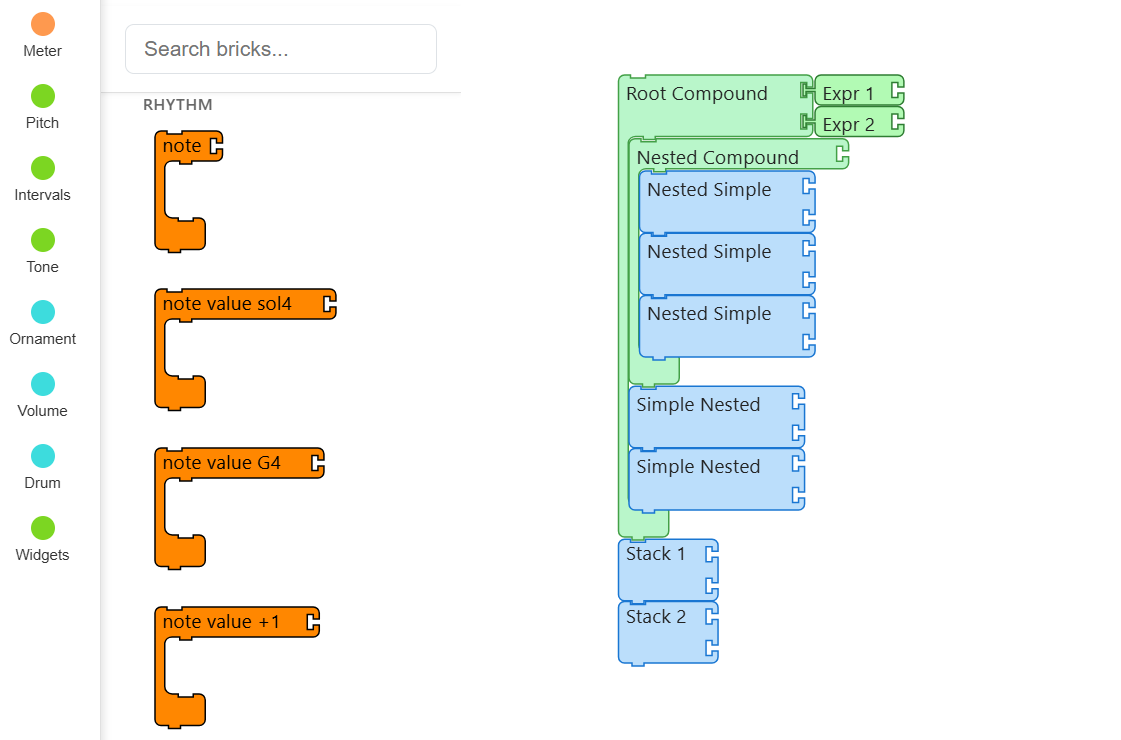 Meter
Pitch
Intervals
Tone
Ornament
Volume
Drum
Widgets
Search bricks...
RHYTHM
note
note value sol4
note value G4
note value +1
Root Compound
Expr 1
Expr 2
Nested Compound
Nested Simple
Nested Simple
Nested Simple
Simple Nested
Simple Nested
Stack 1
Stack 2